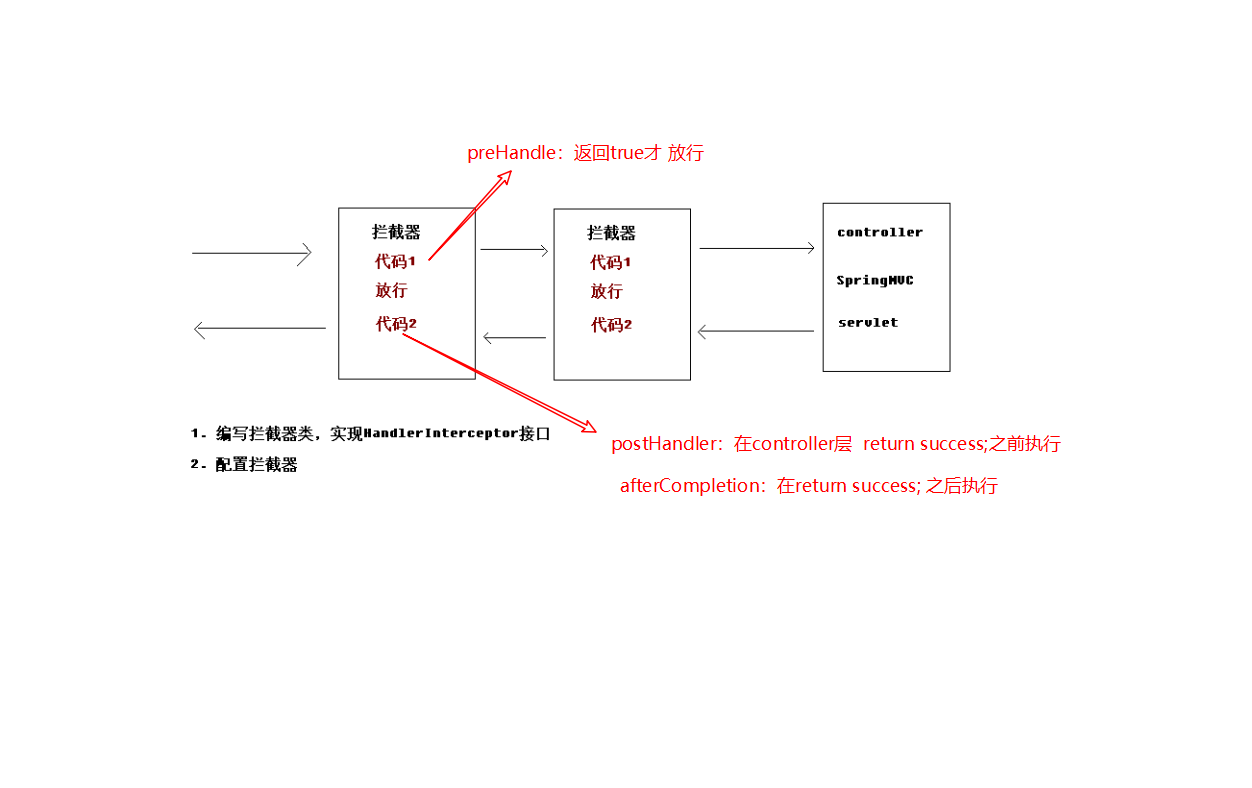 preHandle：返回true才 放行
拦截器
代码1
放行
代码2
拦截器
代码1
放行
代码2
controller
SpringMVC
servlet
1. 编写拦截器类，实现HandlerInterceptor接口
2. 配置拦截器
postHandler：在controller层 return success;之前执行
afterCompletion：在return success; 之后执行